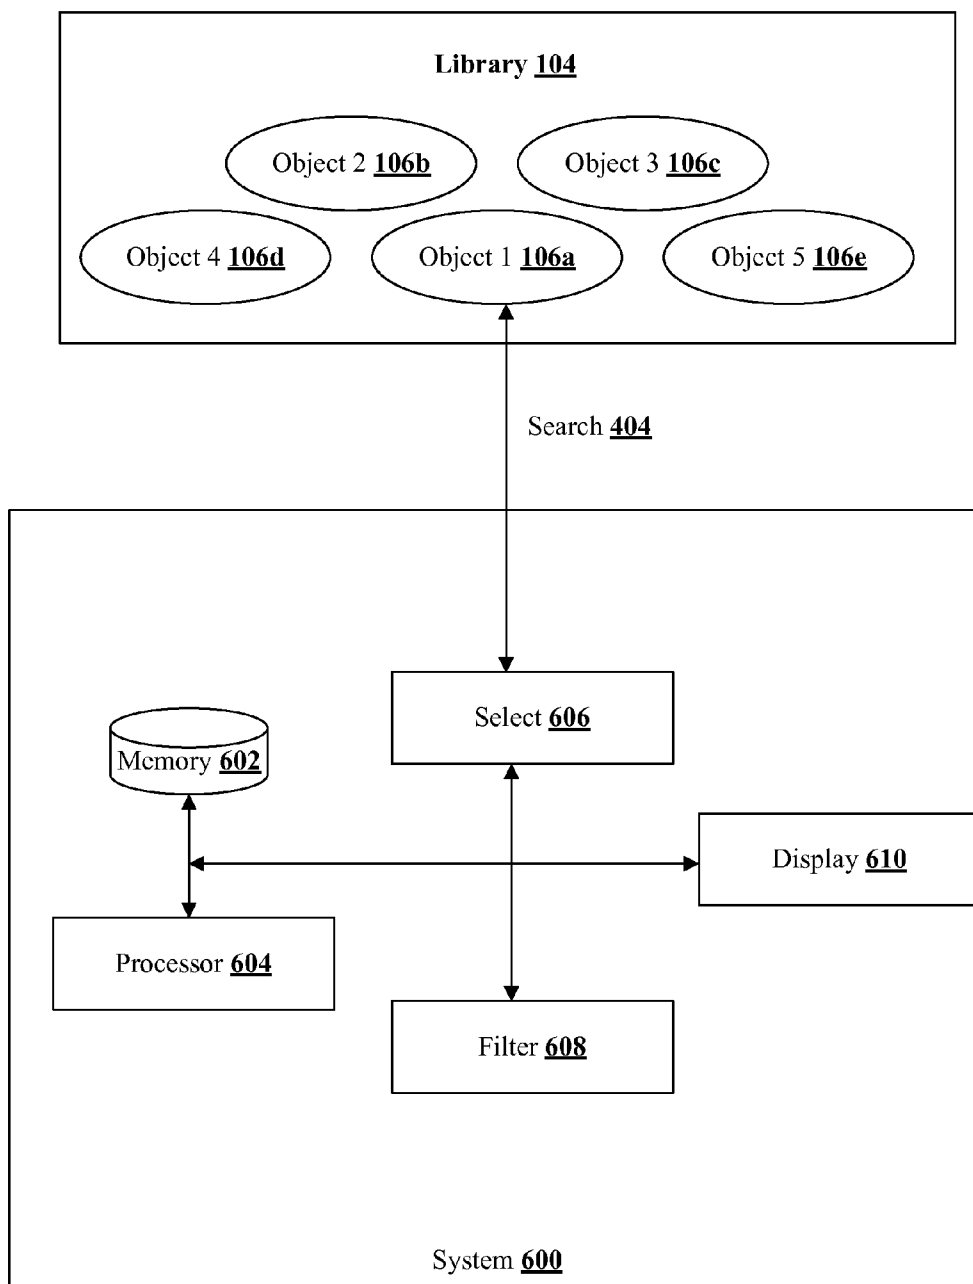 Library 104
Object 2 106b
Object 3 106c
Object 4 106d
Object 1 106a
Object 5 106e
Search 404
Select 606
Memory 602
Display 610
Processor 604
Filter 608
System 600